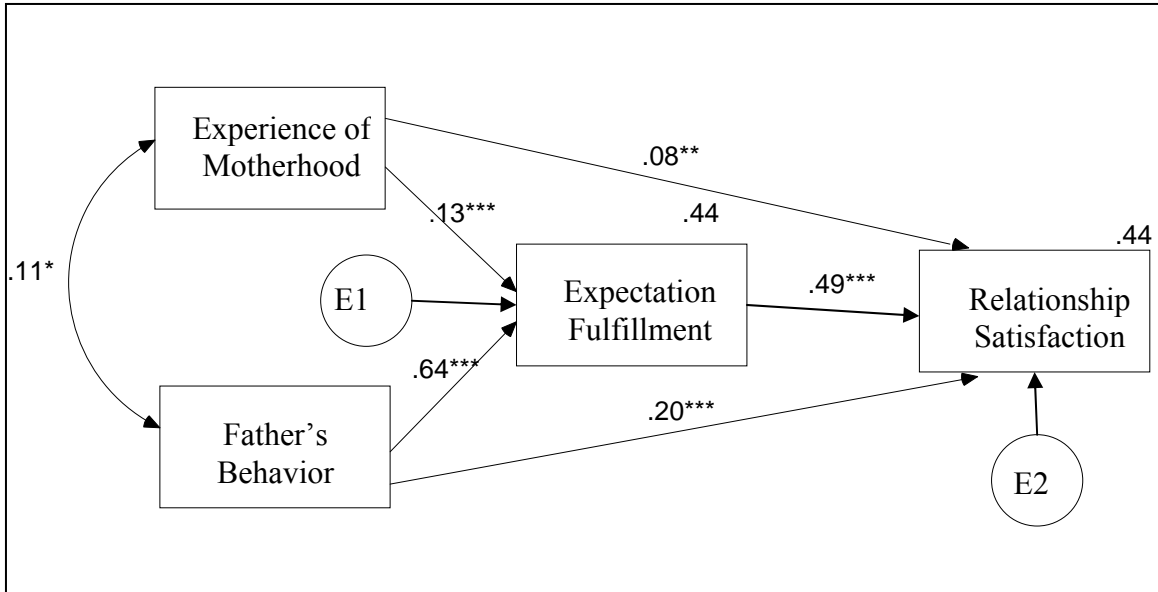 Experience of
Motherhood
.08**
.13***
.44
.44
.11*
E1
Expectation
Fulfillment
.49***
Relationship
Satisfaction
.64***
.20***
Father’s
Behavior
E2